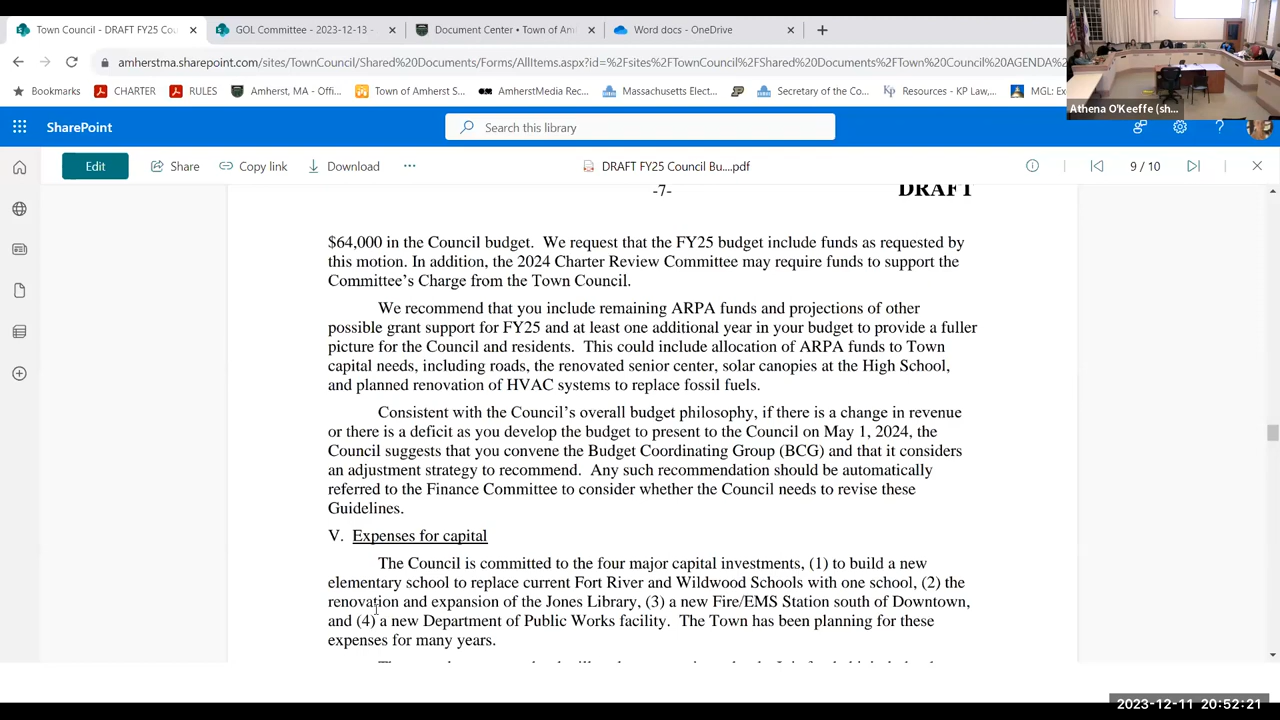 Town Council - DRAFT FY25 Cou
GOL Committee - 2023-12-13 -
Document Center • Town of Am
Word docs - OneDrive
amherstma.sharepoint.com/sites/TownCouncil/Shared%20Documents/Forms/AllItems.aspx?id=%2Fsites%2FTownCouncil%2FShared%20Documents%2FTown%20Council%20AGENDA%
Bookmarks
CHARTER
RULES
Amherst, MA - Offi...
Town of Amherst S...
AmherstMedia Rec...
Massachusetts Elect...
Secretary of the Co...
Resources - KP Law,...
MGL: Ex
Athena O'Keeffe (sh...
SharePoint
Search this library
Edit
Share
Copy link
Download
DRAFT FY25 Council Bu....pdf
9 / 10
-7-
DRAFT
$64,000 in the Council budget. We request that the FY25 budget include funds as requested by
this motion. In addition, the 2024 Charter Review Committee may require funds to support the
Committee's Charge from the Town Council.
We recommend that you include remaining ARPA funds and projections of other
possible grant support for FY25 and at least one additional year in your budget to provide a fuller
picture for the Council and residents. This could include allocation of ARPA funds to Town
capital needs, including roads, the renovated senior center, solar canopies at the High School,
and planned renovation of HVAC systems to replace fossil fuels.
Consistent with the Council's overall budget philosophy, if there is a change in revenue
or there is a deficit as you develop the budget to present to the Council on May 1, 2024, the
Council suggests that you convene the Budget Coordinating Group (BCG) and that it considers
an adjustment strategy to recommend. Any such recommendation should be automatically
referred to the Finance Committee to consider whether the Council needs to revise these
Guidelines.
V. Expenses for capital
The Council is committed to the four major capital investments, (1) to build a new
elementary school to replace current Fort River and Wildwood Schools with one school, (2) the
renovation and expansion of the Jones Library, (3) a new Fire/EMS Station south of Downtown,
and (4) a new Department of Public Works facility. The Town has been planning for these
expenses for many years.
2023-12-11 20:52:21